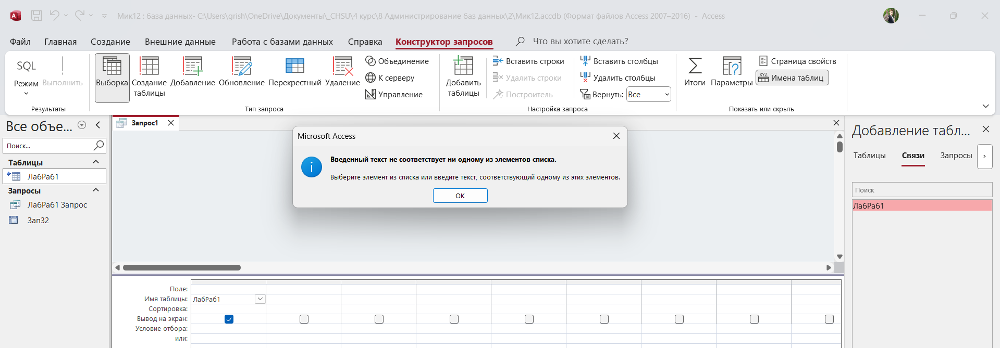 Мик12 : база данных- C:\Users\grish\OneDrive\Документы\_CHSU\4 курс\8 Администрирование баз данных\2\Мик12.accdb (Формат файлов Access 2007–2016) - Access
Файл Главная Создание Внешние данные Работа с базами данных Справка Конструктор запросов Что вы хотите сделать?
SQL
Режим
Выполнить
Результаты
Выборка
Создание таблицы
Добавление
Обновление
Перекрестный
Удаление
Объединение
К серверу
Управление
Тип запроса
Добавить таблицы
Вставить строки
Удалить строки
Построитель
Вставить столбцы
Удалить столбцы
Вернуть: Все
Настройка запроса
Итоги
Параметры
Страница свойств
XYZ Имена таблиц
Показать или скрыть
Все объе...
Поиск...
Таблицы
ЛабРаб1
Запросы
ЛабРаб1 Запрос
Зап32
Запрос1
Microsoft Access
Введенный текст не соответствует ни одному из элементов списка.
Выберите элемент из списка или введите текст, соответствующий одному из этих элементов.
ОК
Поле:
Имя таблицы: ЛабРаб1
Сортировка:
Вывод на экран:
Условие отбора:
или:
Добавление табл...
Таблицы Связи Запросы
Поиск
ЛабРаб1